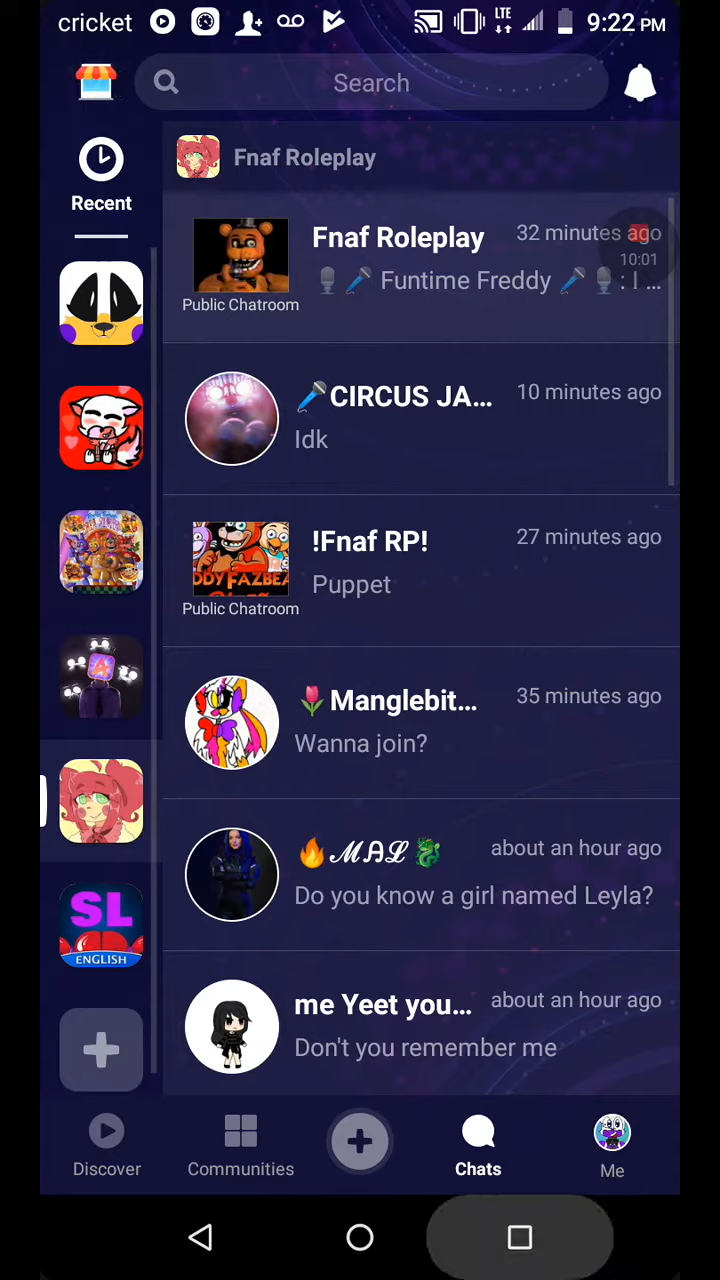 cricket
LTE
9:22 PM
Search
Recent
Fnaf Roleplay
Fnaf Roleplay
32 minutes ago
10:01
🎙️🎤 Funtime Freddy 🎤🎙️: I ...
Public Chatroom
🎤CIRCUS JA...
10 minutes ago
Idk
!Fnaf RP!
27 minutes ago
Puppet
Public Chatroom
🌷Manglebit...
35 minutes ago
Wanna join?
🔥ℳᎯℒ🐉
about an hour ago
Do you know a girl named Leyla?
me Yeet you...
about an hour ago
Don't you remember me
A
SL
ENGLISH
Discover
Communities
Chats
Me